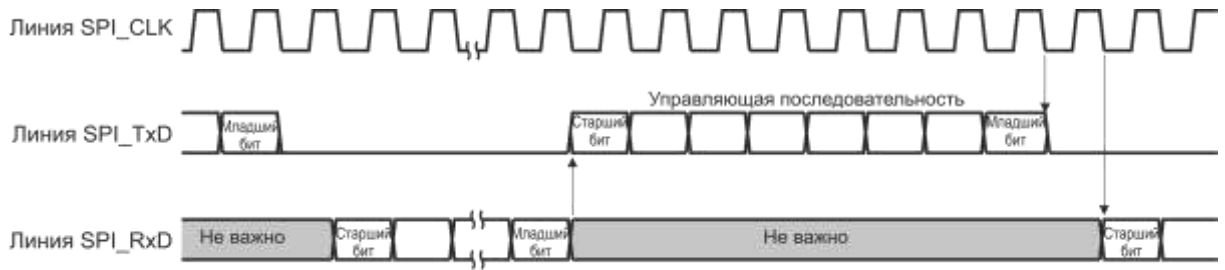 Линия SPI_CLK
Управляющая последовательность
Линия SPI_TxD
Младший бит
Старший бит
Младший бит
Линия SPI_RxD
Не важно
Старший бит
Младший бит
Не важно
Старший бит